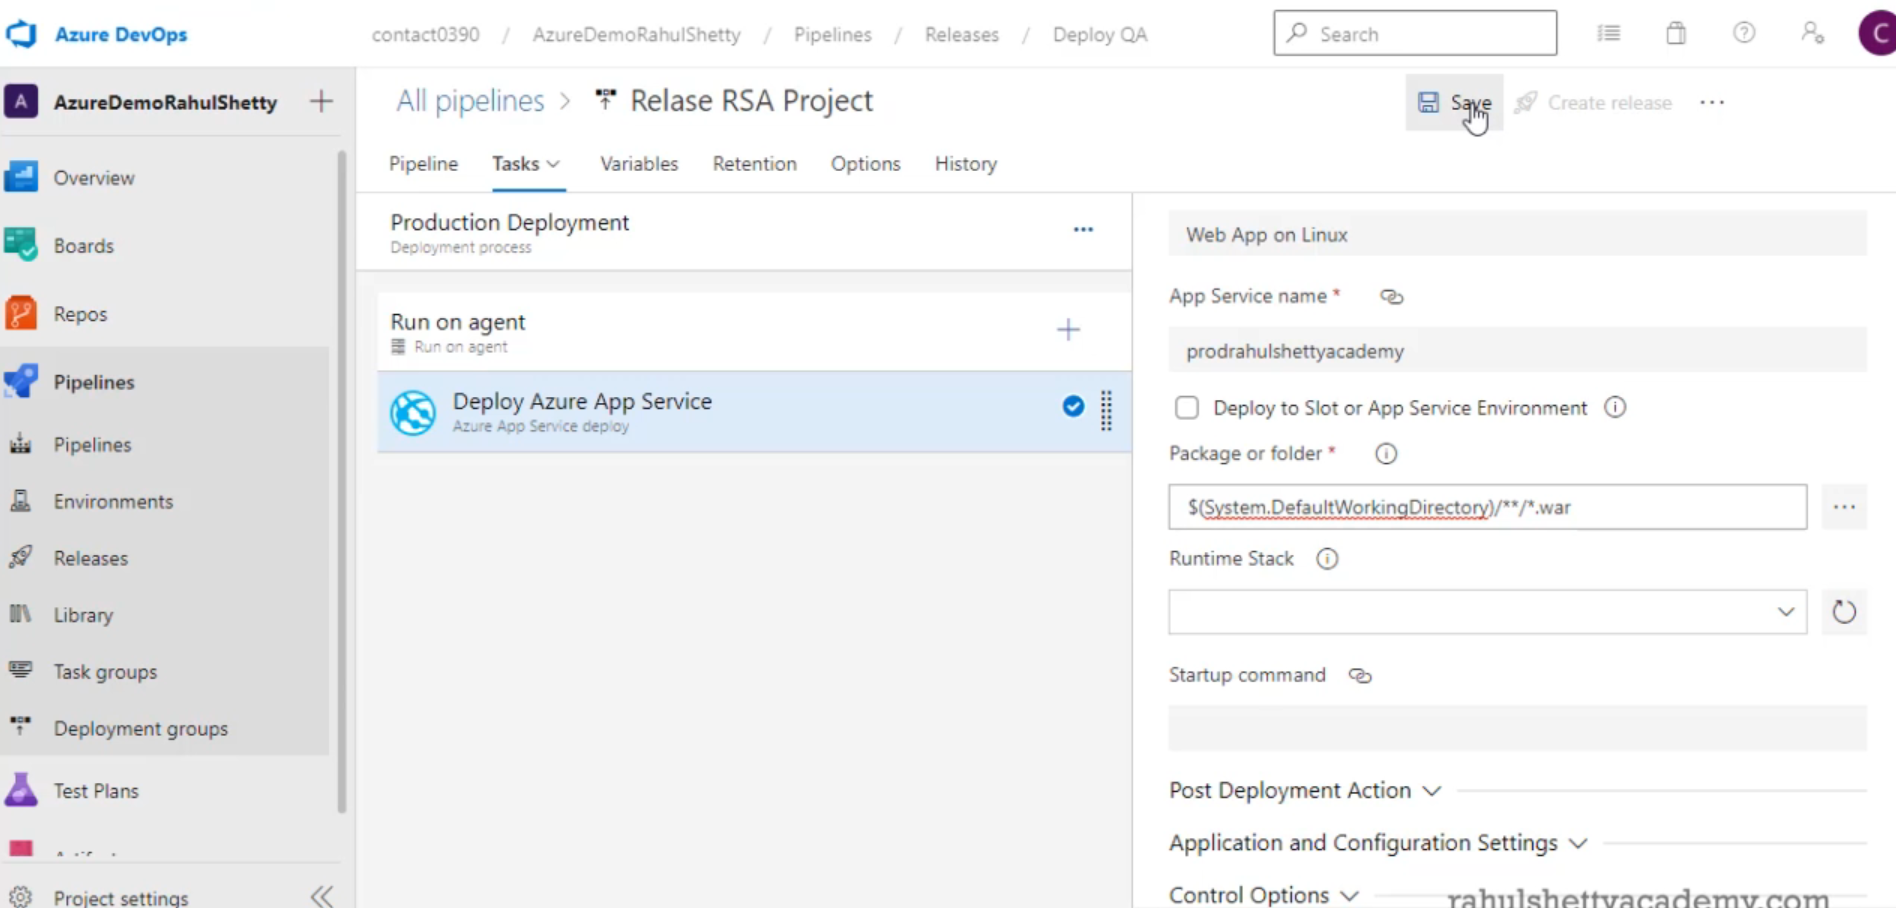 Azure DevOps
contact0390 / AzureDemoRahulShetty / Pipelines / Releases / Deploy QA
Search
C
A AzureDemoRahulShetty
All pipelines > Relase RSA Project
Save
Create release
Pipeline Tasks Variables Retention Options History
Overview
Boards
Repos
Pipelines
Pipelines
Environments
Releases
Library
Task groups
Deployment groups
Test Plans
Project settings
Production Deployment
Deployment process
Run on agent
Run on agent
Deploy Azure App Service
Azure App Service deploy
Web App on Linux
App Service name *
prodrahulshettyacademy
Deploy to Slot or App Service Environment
Package or folder *
$(System.DefaultWorkingDirectory)/**/*.war
Runtime Stack
Startup command
Post Deployment Action
Application and Configuration Settings
Control Options
rahulshettyacademy.com